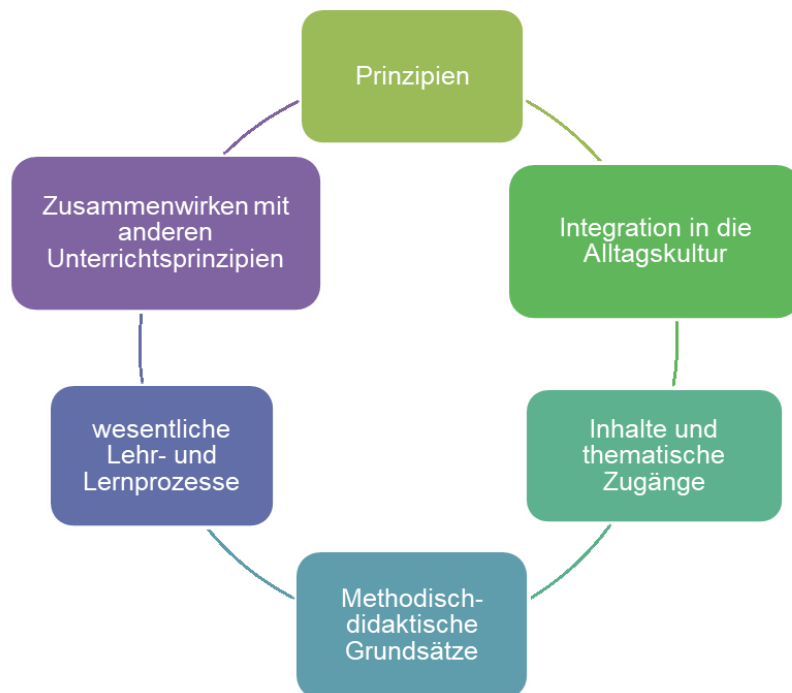 Prinzipien
Integration in die
Alltagskultur
Inhalte und
thematische
Zugänge
Methodisch-
didaktische
Grundsätze
wesentliche
Lehr- und
Lernprozesse
Zusammenwirken mit
anderen
Unterrichtsprinzipien